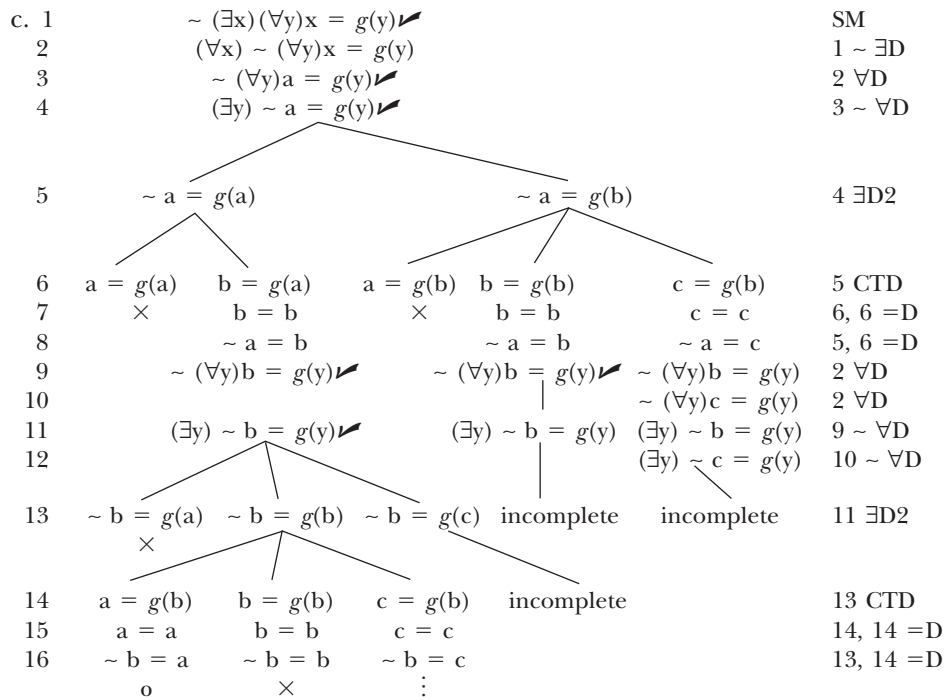 c. 1 ~ (∃x)(∀y)x = g(y)✔ SM
2 (∀x) ~ (∀y)x = g(y) 1 ~ ∃D
3 ~ (∀y)a = g(y)✔ 2 ∀D
4 (∃y) ~ a = g(y)✔ 3 ~ ∀D
5 ~ a = g(a) ~ a = g(b) 4 ∃D2
6 a = g(a) b = g(a) a = g(b) b = g(b) c = g(b) 5 CTD
7 × b = b × b = b c = c 6, 6 =D
8 ~ a = b ~ a = b ~ a = c 5, 6 =D
9 ~ (∀y)b = g(y)✔ ~ (∀y)b = g(y)✔ ~ (∀y)b = g(y) 2 ∀D
10 ~ (∀y)c = g(y) 2 ∀D
11 (∃y) ~ b = g(y)✔ (∃y) ~ b = g(y) (∃y) ~ b = g(y) 9 ~ ∀D
12 (∃y) ~ c = g(y) 10 ~ ∀D
13 ~ b = g(a) ~ b = g(b) ~ b = g(c) incomplete incomplete 11 ∃D2
×
14 a = g(b) b = g(b) c = g(b) incomplete 13 CTD
15 a = a b = b c = c 14, 14 =D
16 ~ b = a ~ b = b ~ b = c 13, 14 =D
o × ⋮